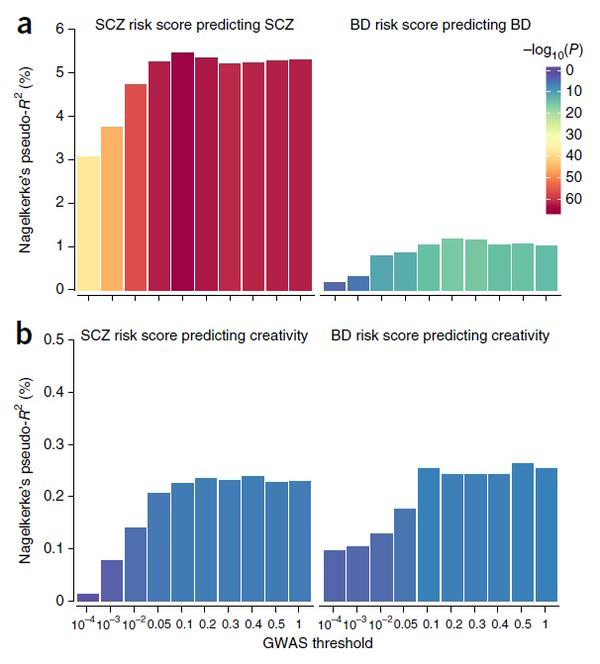 a
SCZ risk score predicting SCZ
BD risk score predicting BD
Nagelkerke's pseudo-R² (%)
6
5
4
3
2
1
0
–log₁₀(P)
0
10
20
30
40
50
60
b
SCZ risk score predicting creativity
BD risk score predicting creativity
Nagelkerke's pseudo-R² (%)
0.5
0.4
0.3
0.2
0.1
0
10⁻⁴ 10⁻³ 10⁻² 0.05 0.1 0.2 0.3 0.4 0.5 1
10⁻⁴ 10⁻³ 10⁻² 0.05 0.1 0.2 0.3 0.4 0.5 1
GWAS threshold